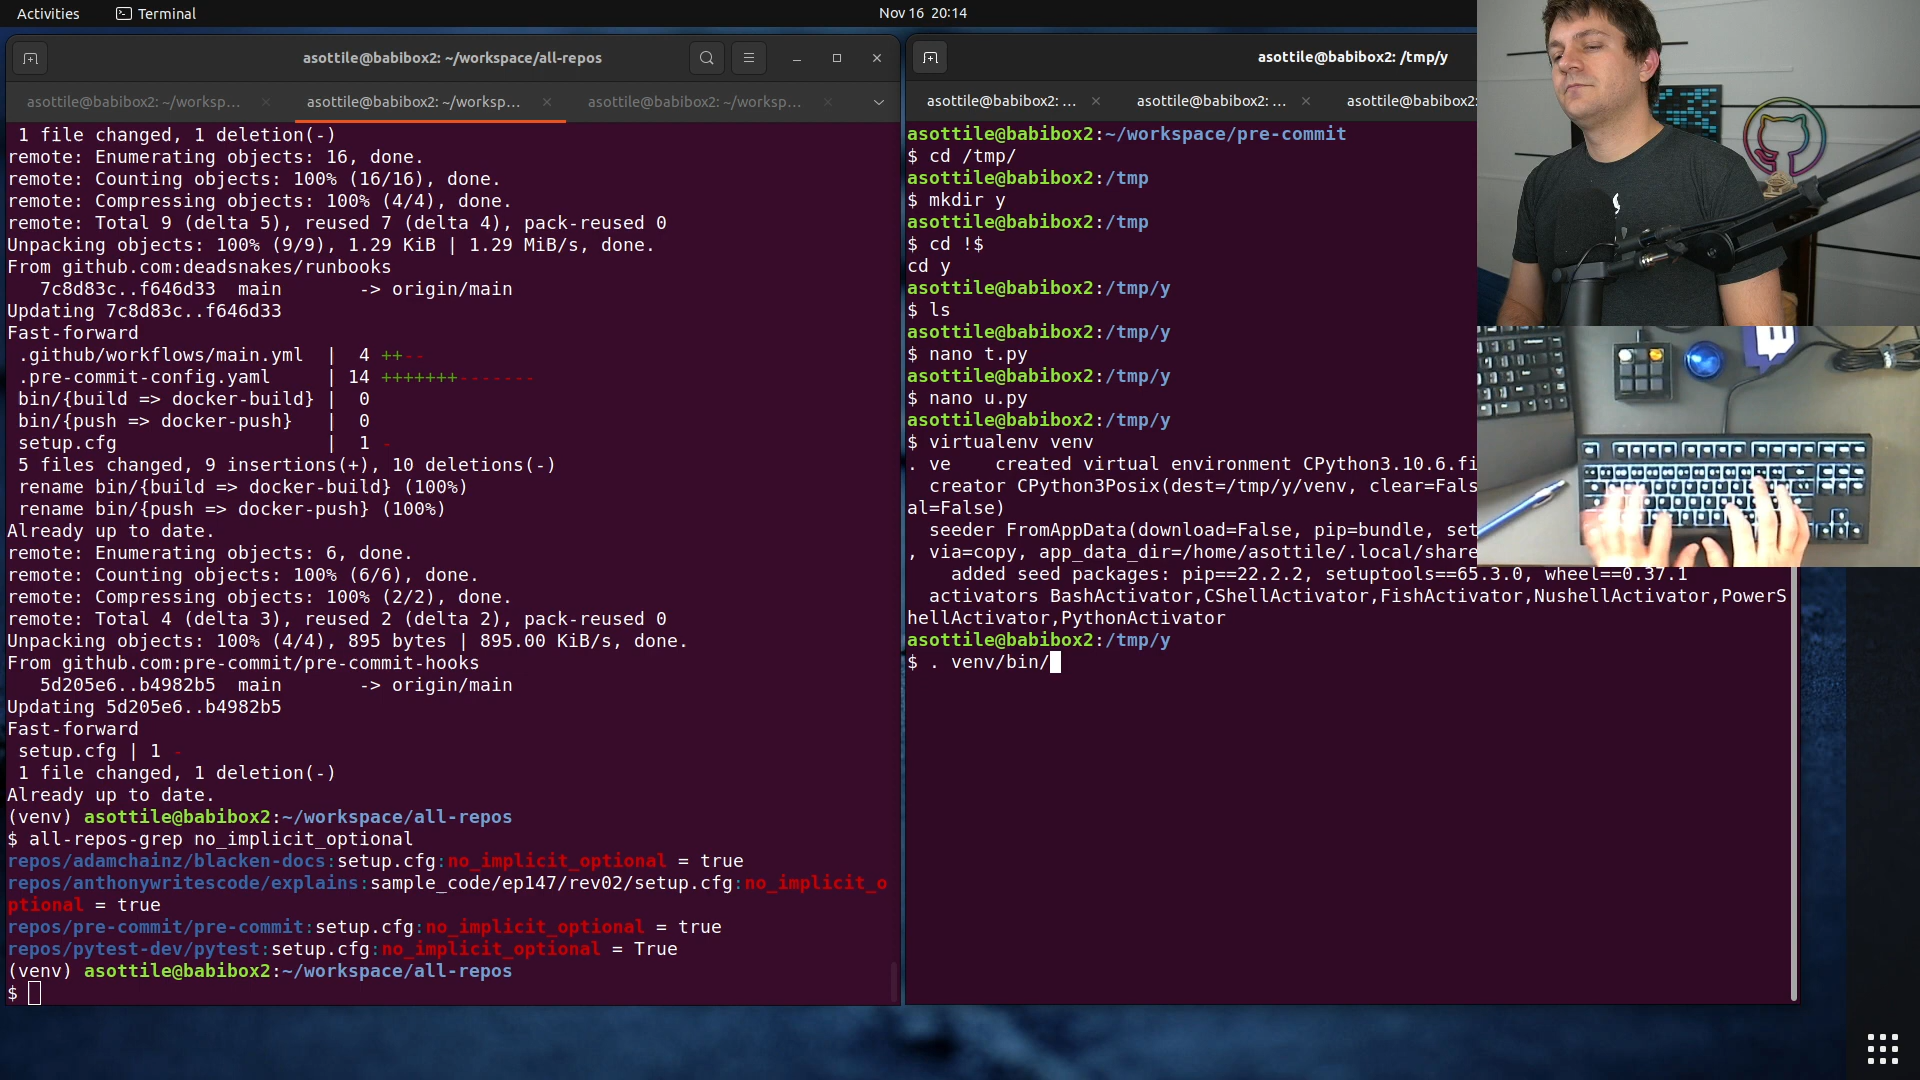 Activities
Terminal
Nov 16 20:14
asottile@babibox2: ~/workspace/all-repos
asottile@babibox2: ~/worksp...
asottile@babibox2: ~/worksp...
asottile@babibox2: ~/worksp...
 1 file changed, 1 deletion(-)
remote: Enumerating objects: 16, done.
remote: Counting objects: 100% (16/16), done.
remote: Compressing objects: 100% (4/4), done.
remote: Total 9 (delta 5), reused 7 (delta 4), pack-reused 0
Unpacking objects: 100% (9/9), 1.29 KiB | 1.29 MiB/s, done.
From github.com:deadsnakes/runbooks
   7c8d83c..f646d33  main       -> origin/main
Updating 7c8d83c..f646d33
Fast-forward
 .github/workflows/main.yml  |  4 ++--
 .pre-commit-config.yaml     | 14 +++++++-------
 bin/{build => docker-build} |  0
 bin/{push => docker-push}   |  0
 setup.cfg                   |  1 -
 5 files changed, 9 insertions(+), 10 deletions(-)
 rename bin/{build => docker-build} (100%)
 rename bin/{push => docker-push} (100%)
Already up to date.
remote: Enumerating objects: 6, done.
remote: Counting objects: 100% (6/6), done.
remote: Compressing objects: 100% (2/2), done.
remote: Total 4 (delta 3), reused 2 (delta 2), pack-reused 0
Unpacking objects: 100% (4/4), 895 bytes | 895.00 KiB/s, done.
From github.com:pre-commit/pre-commit-hooks
   5d205e6..b4982b5  main       -> origin/main
Updating 5d205e6..b4982b5
Fast-forward
 setup.cfg | 1 -
 1 file changed, 1 deletion(-)
Already up to date.
(venv) asottile@babibox2:~/workspace/all-repos
$ all-repos-grep no_implicit_optional
repos/adamchainz/blacken-docs:setup.cfg:no_implicit_optional = true
repos/anthonywritescode/explains:sample_code/ep147/rev02/setup.cfg:no_implicit_o
ptional = true
repos/pre-commit/pre-commit:setup.cfg:no_implicit_optional = true
repos/pytest-dev/pytest:setup.cfg:no_implicit_optional = True
(venv) asottile@babibox2:~/workspace/all-repos
$
asottile@babibox2: /tmp/y
asottile@babibox2: ...
asottile@babibox2: ...
asottile@babibox2:
asottile@babibox2:~/workspace/pre-commit
$ cd /tmp/
asottile@babibox2:/tmp
$ mkdir y
asottile@babibox2:/tmp
$ cd !$
cd y
asottile@babibox2:/tmp/y
$ ls
asottile@babibox2:/tmp/y
$ nano t.py
asottile@babibox2:/tmp/y
$ nano u.py
asottile@babibox2:/tmp/y
$ virtualenv venv
. ve    created virtual environment CPython3.10.6.fi
  creator CPython3Posix(dest=/tmp/y/venv, clear=Fals
al=False)
  seeder FromAppData(download=False, pip=bundle, set
, via=copy, app_data_dir=/home/asottile/.local/share
    added seed packages: pip==22.2.2, setuptools==65.3.0, wheel==0.37.1
  activators BashActivator,CShellActivator,FishActivator,NushellActivator,PowerS
hellActivator,PythonActivator
asottile@babibox2:/tmp/y
$ . venv/bin/